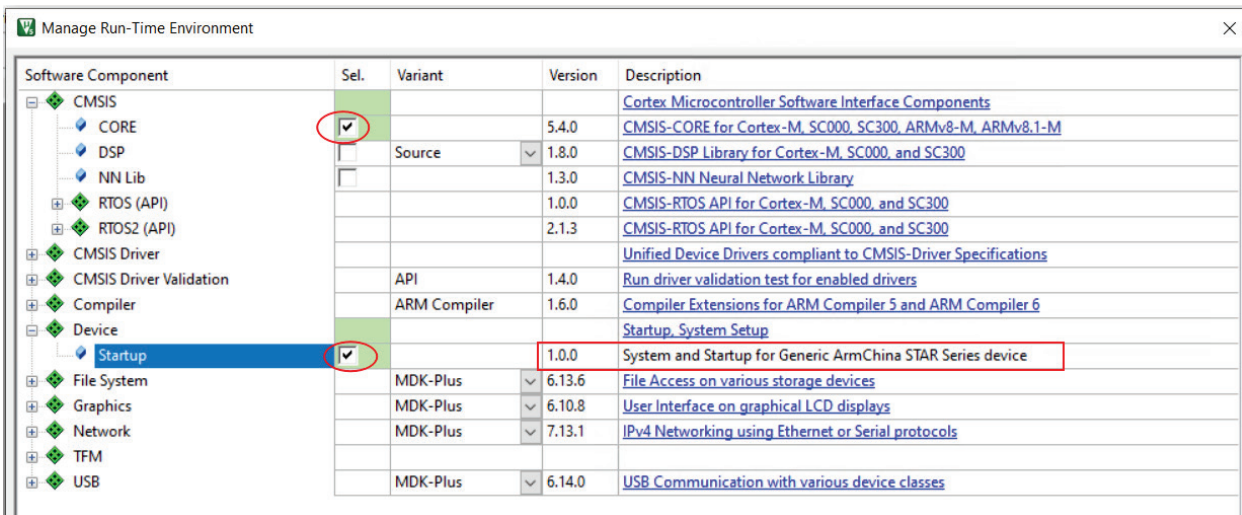 Manage Run-Time Environment
Software Component Sel. Variant Version Description
CMSIS Cortex Microcontroller Software Interface Components
CORE 5.4.0 CMSIS-CORE for Cortex-M, SC000, SC300, ARMv8-M, ARMv8.1-M
DSP Source 1.8.0 CMSIS-DSP Library for Cortex-M, SC000, and SC300
NN Lib 1.3.0 CMSIS-NN Neural Network Library
RTOS (API) 1.0.0 CMSIS-RTOS API for Cortex-M, SC000, and SC300
RTOS2 (API) 2.1.3 CMSIS-RTOS API for Cortex-M, SC000, and SC300
CMSIS Driver Unified Device Drivers compliant to CMSIS-Driver Specifications
CMSIS Driver Validation API 1.4.0 Run driver validation test for enabled drivers
Compiler ARM Compiler 1.6.0 Compiler Extensions for ARM Compiler 5 and ARM Compiler 6
Device Startup, System Setup
Startup 1.0.0 System and Startup for Generic ArmChina STAR Series device
File System MDK-Plus 6.13.6 File Access on various storage devices
Graphics MDK-Plus 6.10.8 User Interface on graphical LCD displays
Network MDK-Plus 7.13.1 IPv4 Networking using Ethernet or Serial protocols
TFM
USB MDK-Plus 6.14.0 USB Communication with various device classes